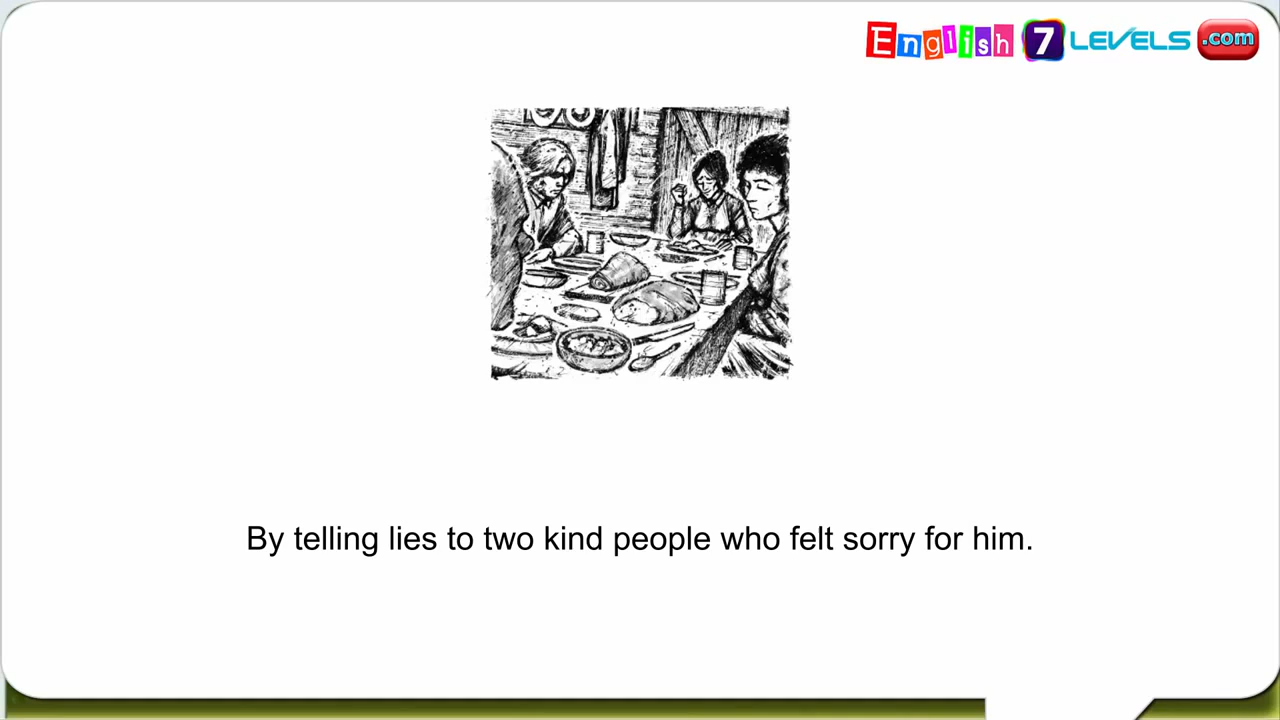 English 7 LEVELS .com
By telling lies to two kind people who felt sorry for him.